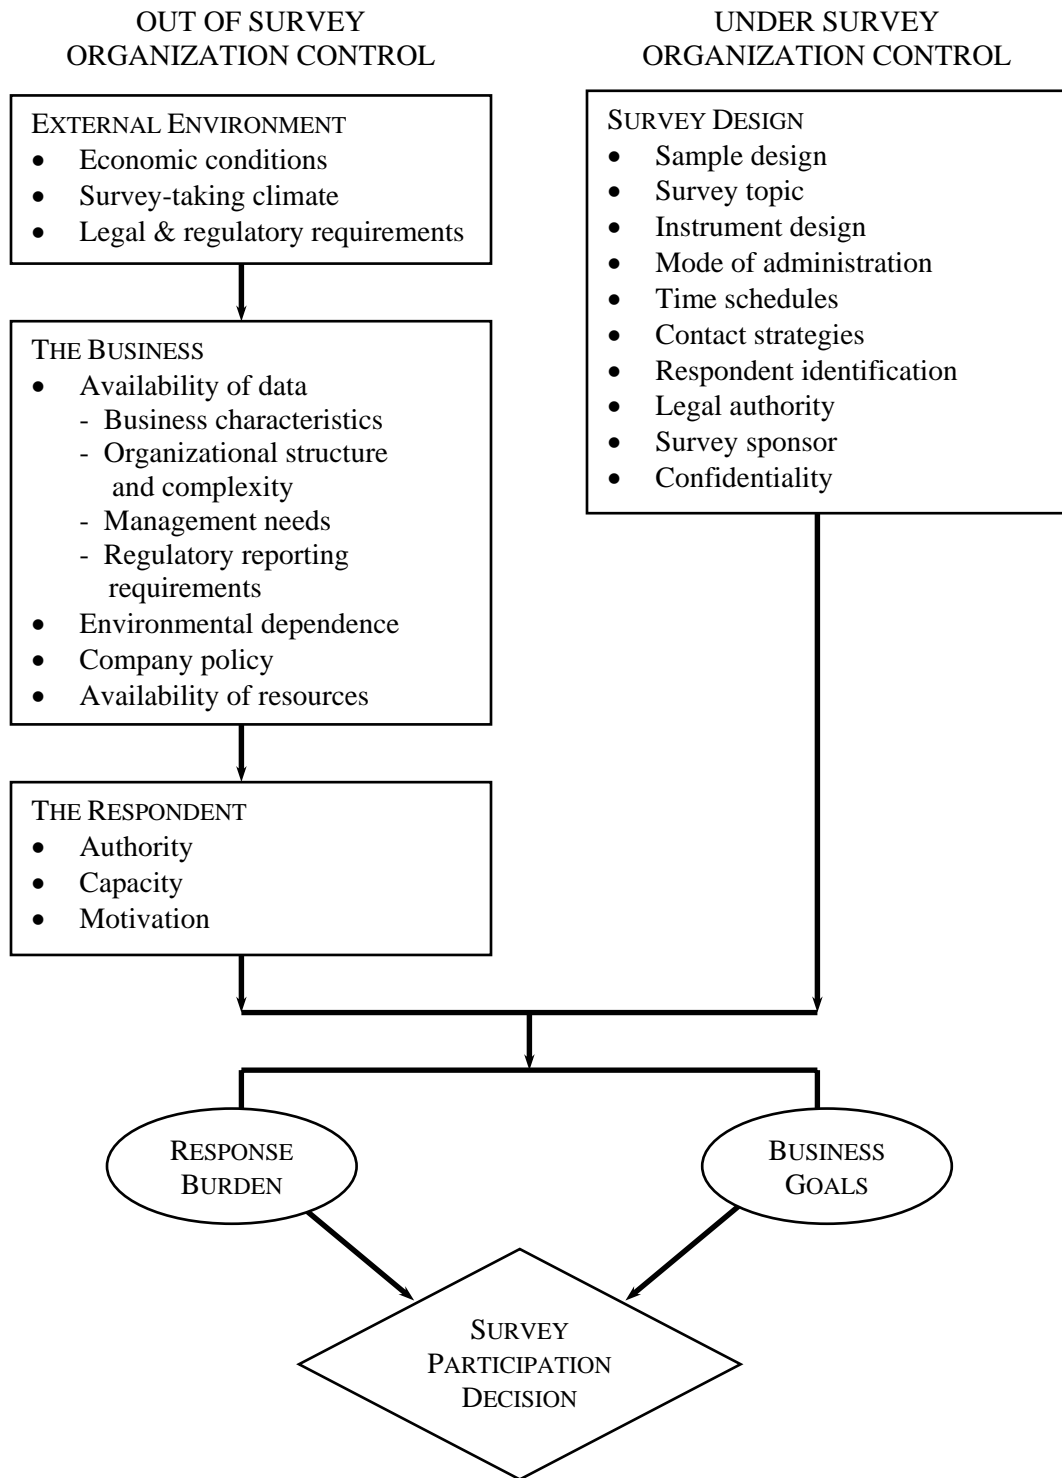 OUT OF SURVEY
ORGANIZATION CONTROL
EXTERNAL ENVIRONMENT
• Economic conditions
• Survey-taking climate
• Legal & regulatory requirements
THE BUSINESS
• Availability of data
- Business characteristics
- Organizational structure
and complexity
- Management needs
- Regulatory reporting
requirements
• Environmental dependence
• Company policy
• Availability of resources
THE RESPONDENT
• Authority
• Capacity
• Motivation
UNDER SURVEY
ORGANIZATION CONTROL
SURVEY DESIGN
• Sample design
• Survey topic
• Instrument design
• Mode of administration
• Time schedules
• Contact strategies
• Respondent identification
• Legal authority
• Survey sponsor
• Confidentiality
RESPONSE
BURDEN
BUSINESS
GOALS
SURVEY
PARTICIPATION
DECISION